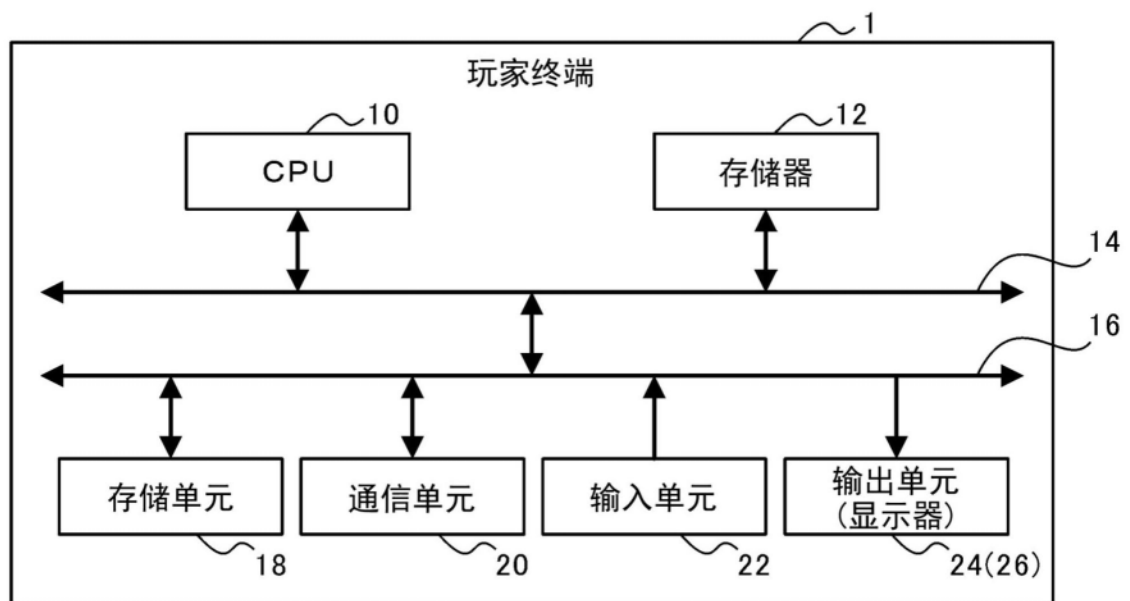 1
玩家终端
10
12
CPU
存储器
14
16
存储单元
通信单元
输入单元
输出单元
(显示器)
18
20
22
24(26)